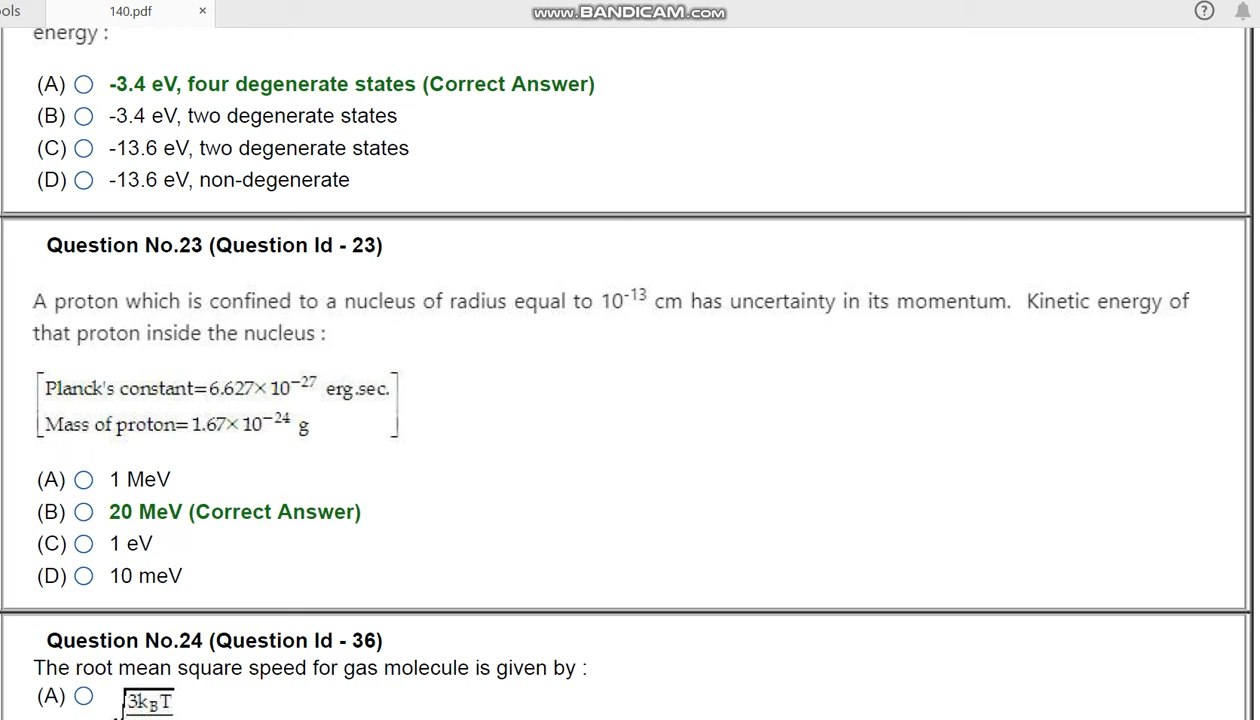 ols
140.pdf ×
www.BANDICAM.com
?
energy :
(A) -3.4 eV, four degenerate states (Correct Answer)
(B) -3.4 eV, two degenerate states
(C) -13.6 eV, two degenerate states
(D) -13.6 eV, non-degenerate
Question No.23 (Question Id - 23)
A proton which is confined to a nucleus of radius equal to 10⁻¹³ cm has uncertainty in its momentum. Kinetic energy of
that proton inside the nucleus :
[Planck's constant=6.627×10⁻²⁷ erg.sec.
Mass of proton=1.67×10⁻²⁴ g]
(A) 1 MeV
(B) 20 MeV (Correct Answer)
(C) 1 eV
(D) 10 meV
Question No.24 (Question Id - 36)
The root mean square speed for gas molecule is given by :
(A) √3k_BT